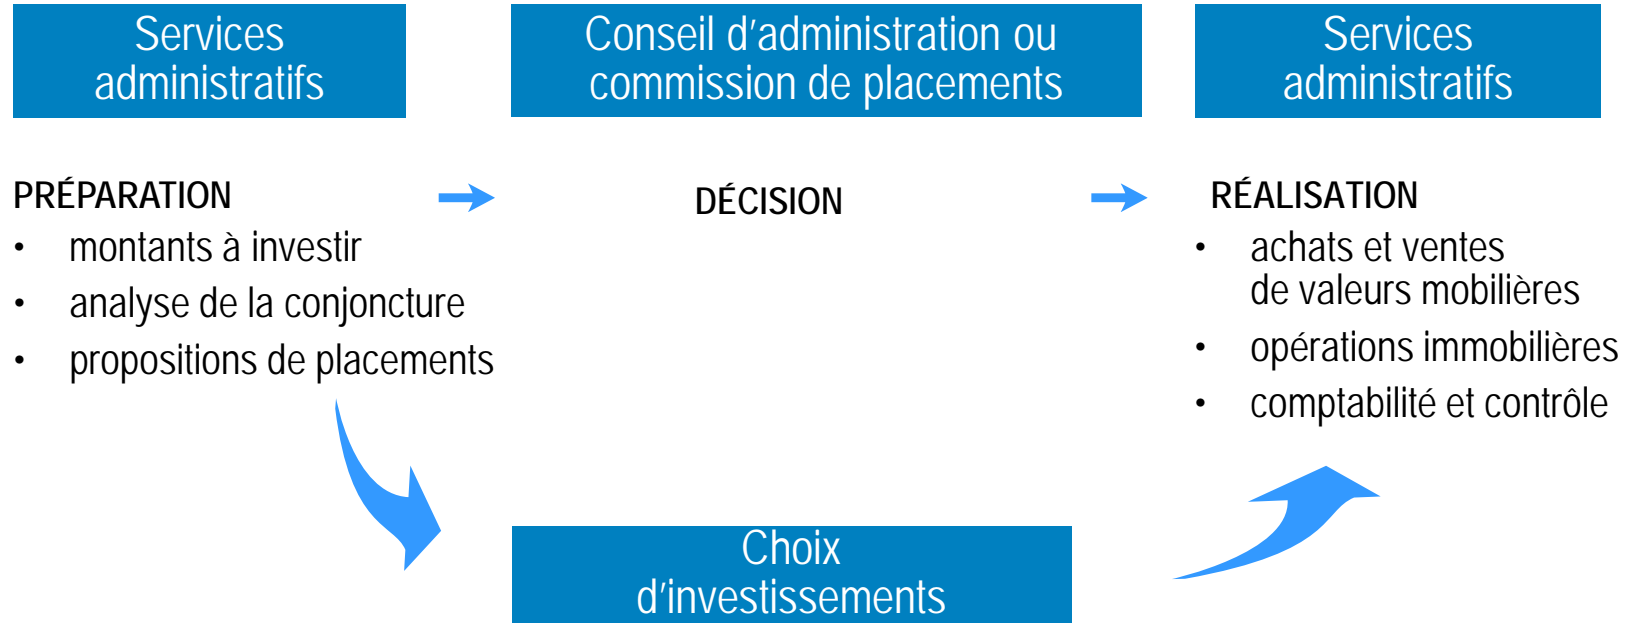 Services
administratifs
Conseil d'administration ou
commission de placements
Services
administratifs
PRÉPARATION
• montants à investir
• analyse de la conjoncture
• propositions de placements
DÉCISION
RÉALISATION
• achats et ventes
de valeurs mobilières
• opérations immobilières
• comptabilité et contrôle
Choix
d'investissements